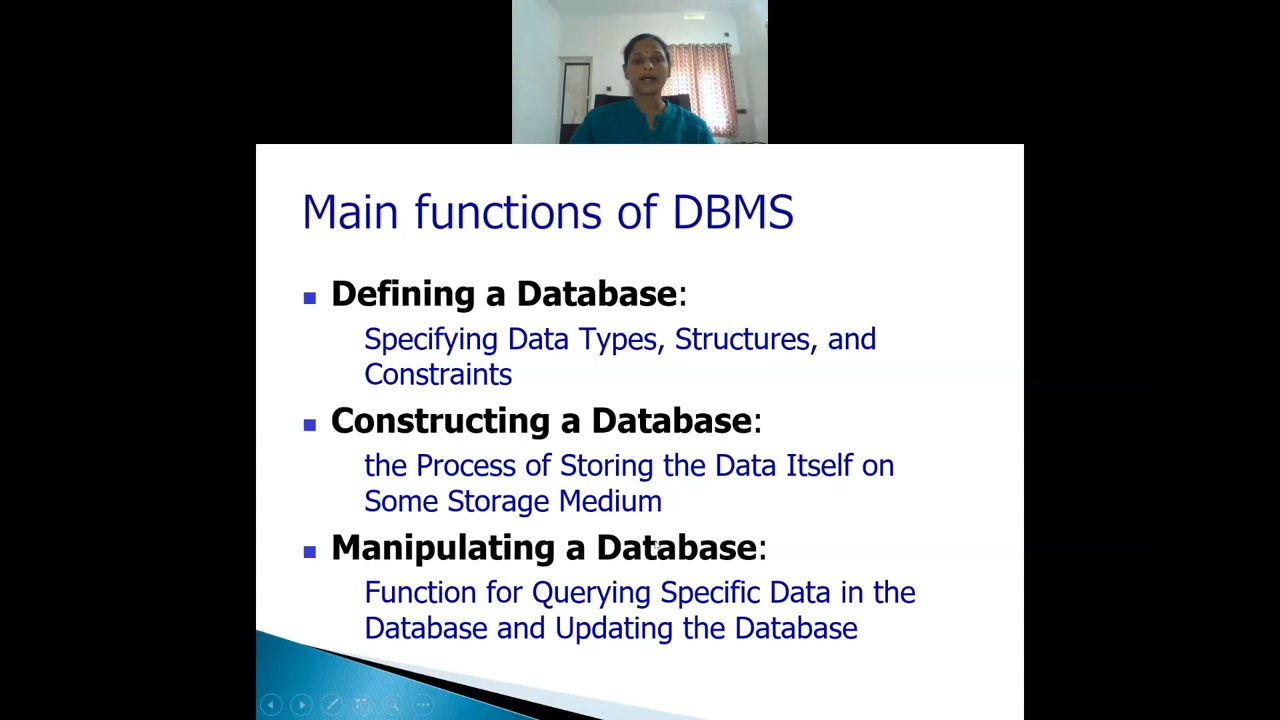 Main functions of DBMS
Defining a Database:
Specifying Data Types, Structures, and
Constraints
Constructing a Database:
the Process of Storing the Data Itself on
Some Storage Medium
Manipulating a Database:
Function for Querying Specific Data in the
Database and Updating the Database